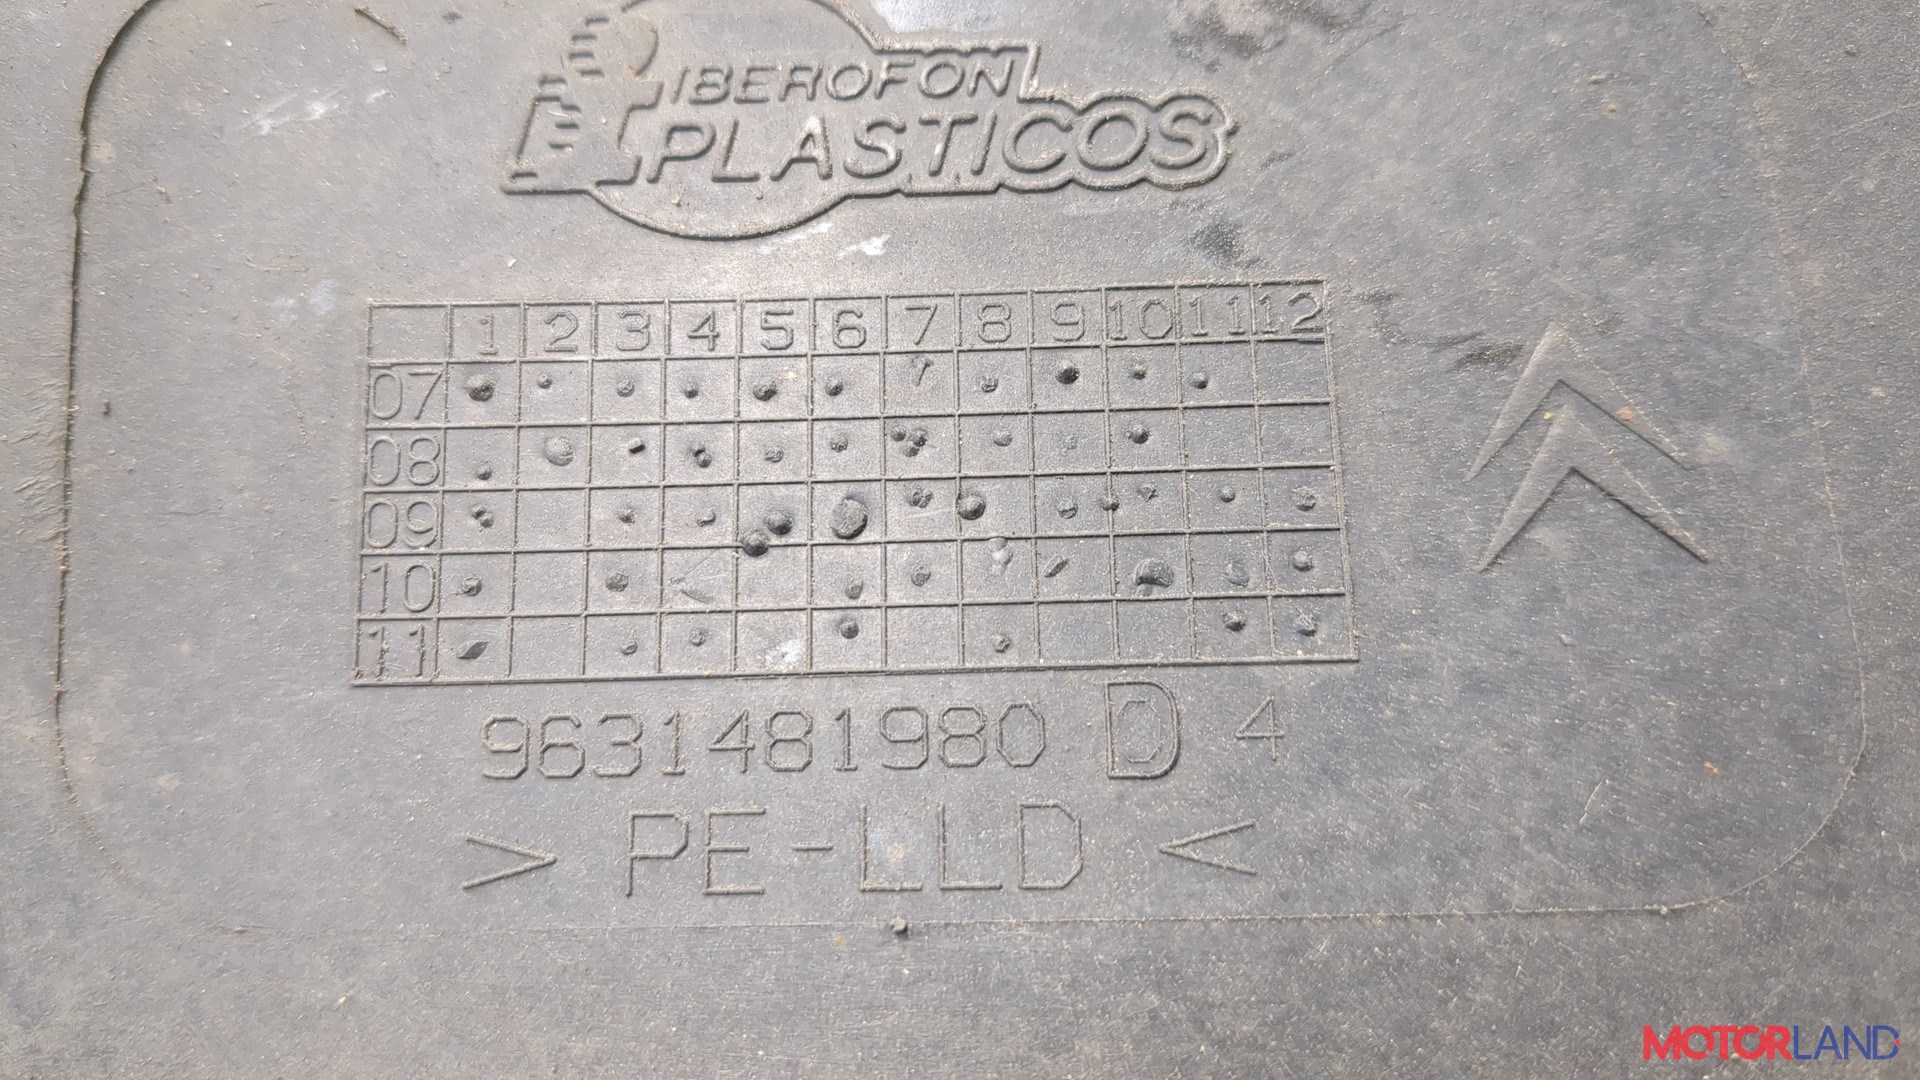 IBEROFON
PLASTICOS
1 2 3 4 5 6 7 8 9 10 11 12
07
08
09
10
11
9631481980 D 4
> PE-LLD <
MOTORLAND